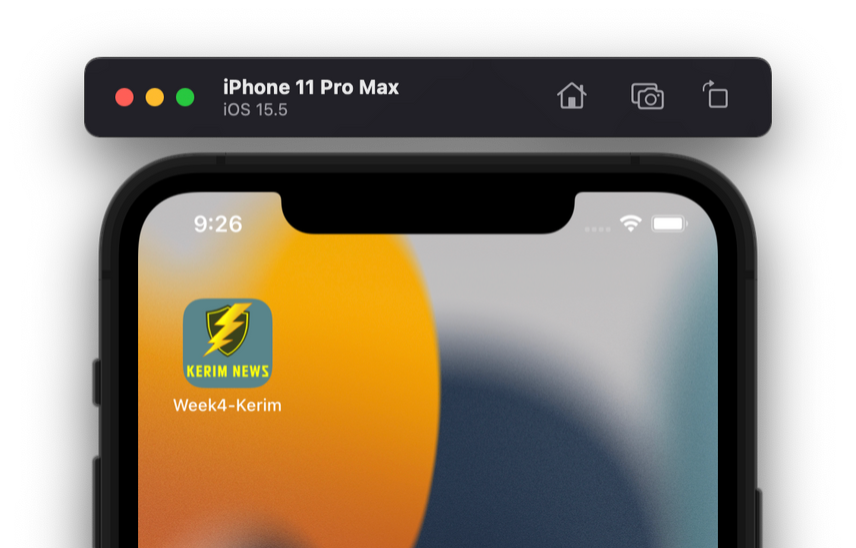 iPhone 11 Pro Max
iOS 15.5
9:26
KERIM NEWS
Week4-Kerim